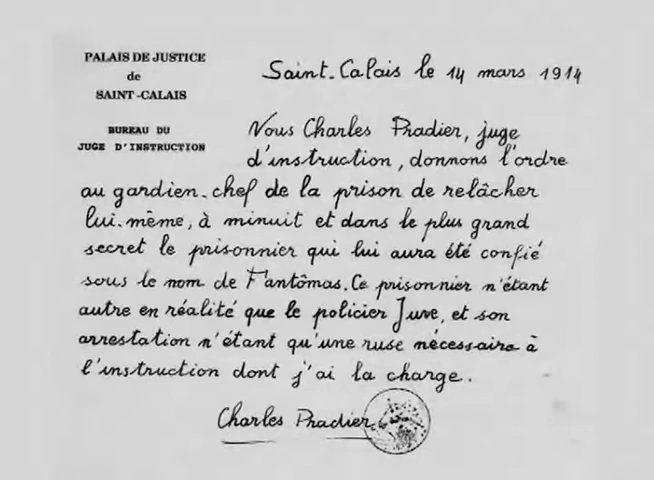 PALAIS DE JUSTICE
de
SAINT-CALAIS
BUREAU DU
JUGE D'INSTRUCTION
Saint-Calais le 14 mars 1914
Nous Charles Pradier, juge
d'instruction, donnons l'ordre
au gardien-chef de la prison de relâcher
lui-même, à minuit et dans le plus grand
secret le prisonnier qui lui aura été confié
sous le nom de Fantômas. Ce prisonnier n'étant
autre en réalité que le policier Juve, et son
arrestation n'étant qu'une ruse nécessaire à
l'instruction dont j'ai la charge.
Charles Pradier